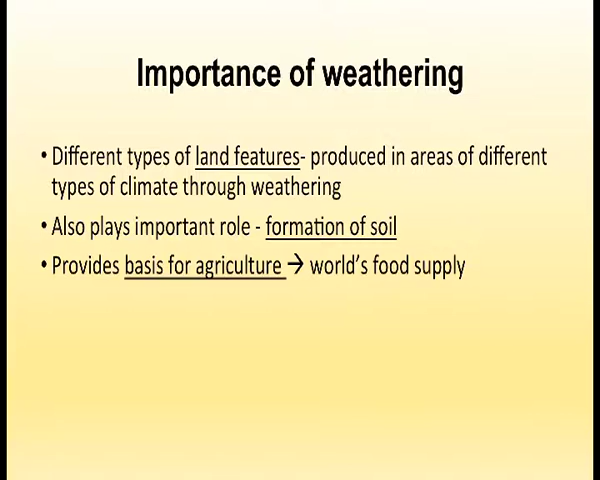 Importance of weathering
• Different types of land features- produced in areas of different
types of climate through weathering
• Also plays important role - formation of soil
• Provides basis for agriculture → world's food supply